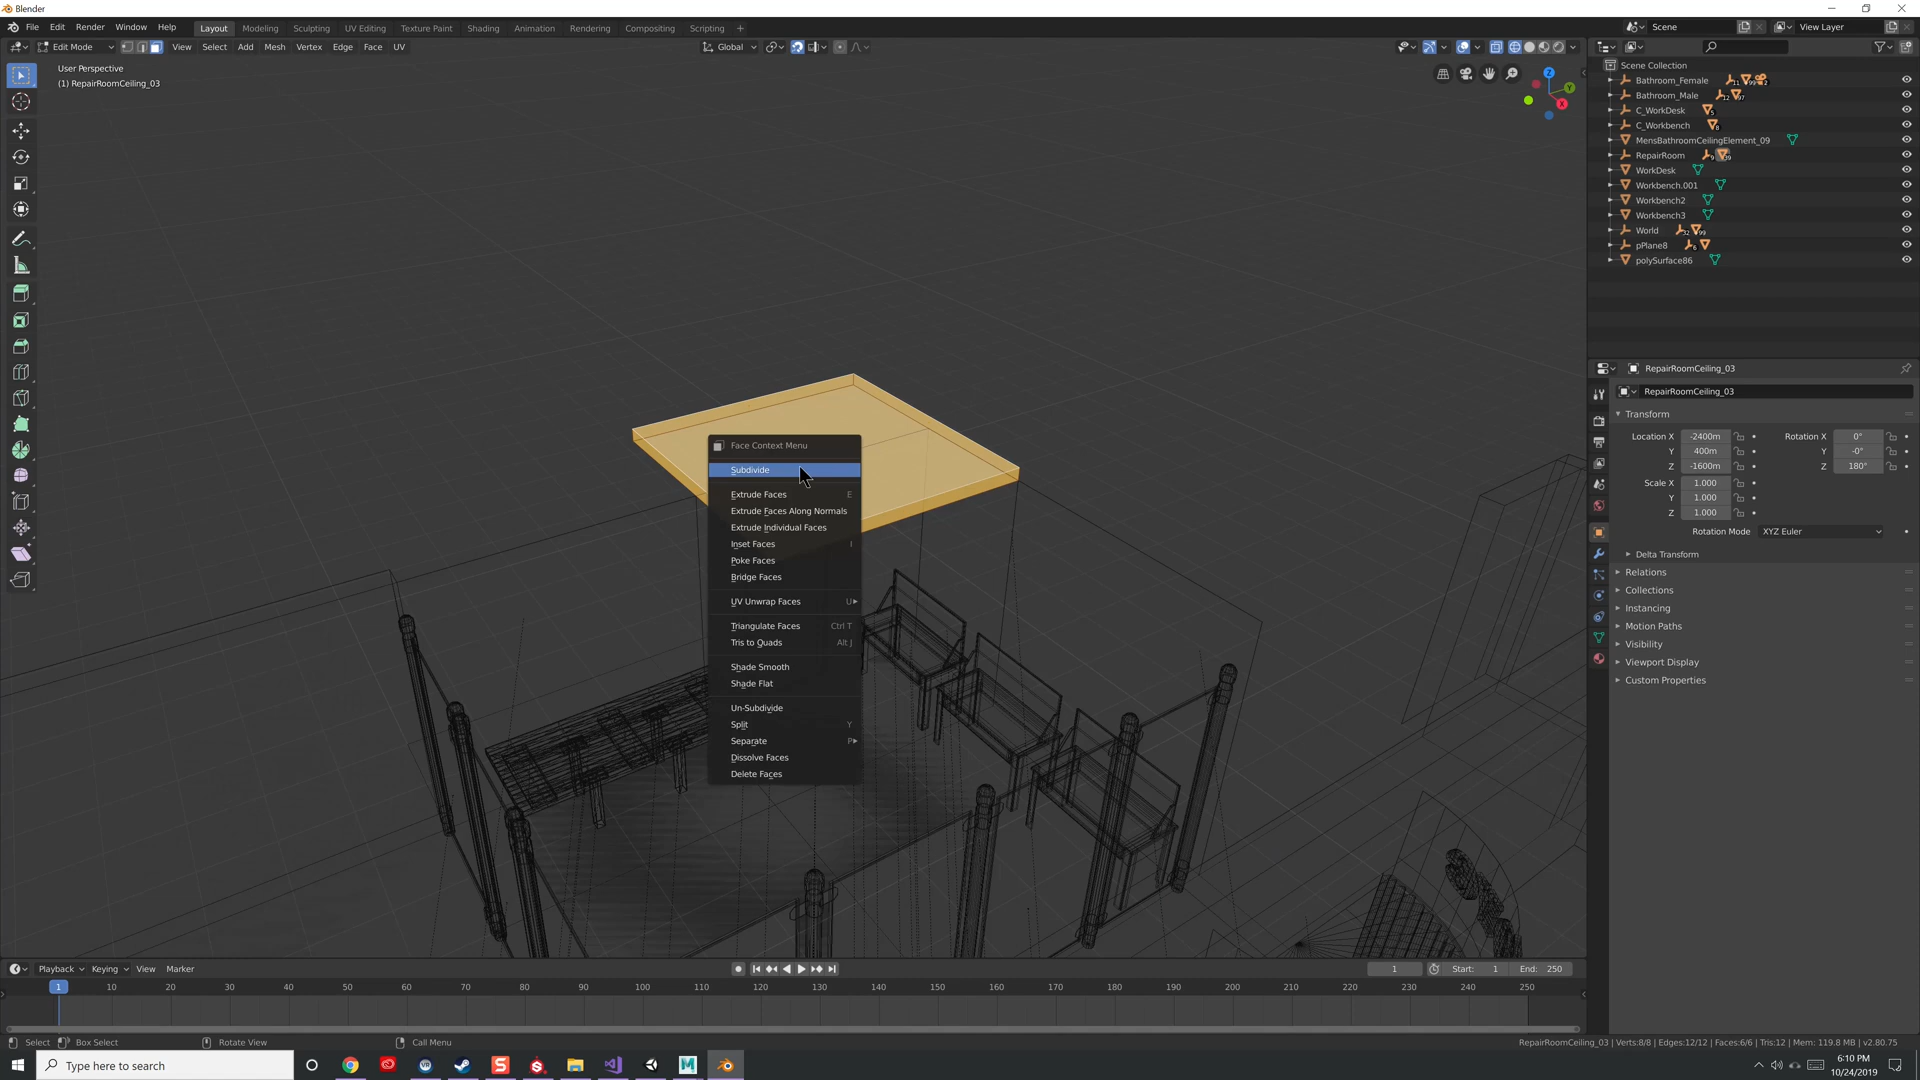 Blender
File Edit Render Window Help
Layout Modeling Sculpting UV Editing Texture Paint Shading Animation Rendering Compositing Scripting +
Scene
View Layer
Edit Mode View Select Add Mesh Vertex Edge Face UV
Global
User Perspective
(1) RepairRoomCeiling_03
Z
Y
X
Scene Collection
Bathroom_Female
Bathroom_Male
C_WorkDesk
C_Workbench
MensBathroomCeilingElement_09
RepairRoom
WorkDesk
Workbench.001
Workbench2
Workbench3
World
pPlane8
polySurface86
Face Context Menu
Subdivide
Extrude Faces E
Extrude Faces Along Normals
Extrude Individual Faces
Inset Faces I
Poke Faces
Bridge Faces
UV Unwrap Faces U
Triangulate Faces Ctrl T
Tris to Quads Alt J
Shade Smooth
Shade Flat
Un-Subdivide
Split Y
Separate P
Dissolve Faces
Delete Faces
RepairRoomCeiling_03
RepairRoomCeiling_03
Transform
Location X -2400m Rotation X 0°
Y 400m Y -0°
Z -1600m Z 180°
Scale X 1.000
Y 1.000
Z 1.000
Rotation Mode XYZ Euler
Delta Transform
Relations
Collections
Instancing
Motion Paths
Visibility
Viewport Display
Custom Properties
Playback Keying View Marker
1 Start: 1 End: 250
1 10 20 30 40 50 60 70 80 90 100 110 120 130 140 150 160 170 180 190 200 210 220 230 240 250
Select Box Select Rotate View Call Menu
RepairRoomCeiling_03 | Verts:8/8 | Edges:12/12 | Faces:6/6 | Tris:12 | Mem: 119.8 MB | v2.80.75
Type here to search
6:10 PM
10/24/2019